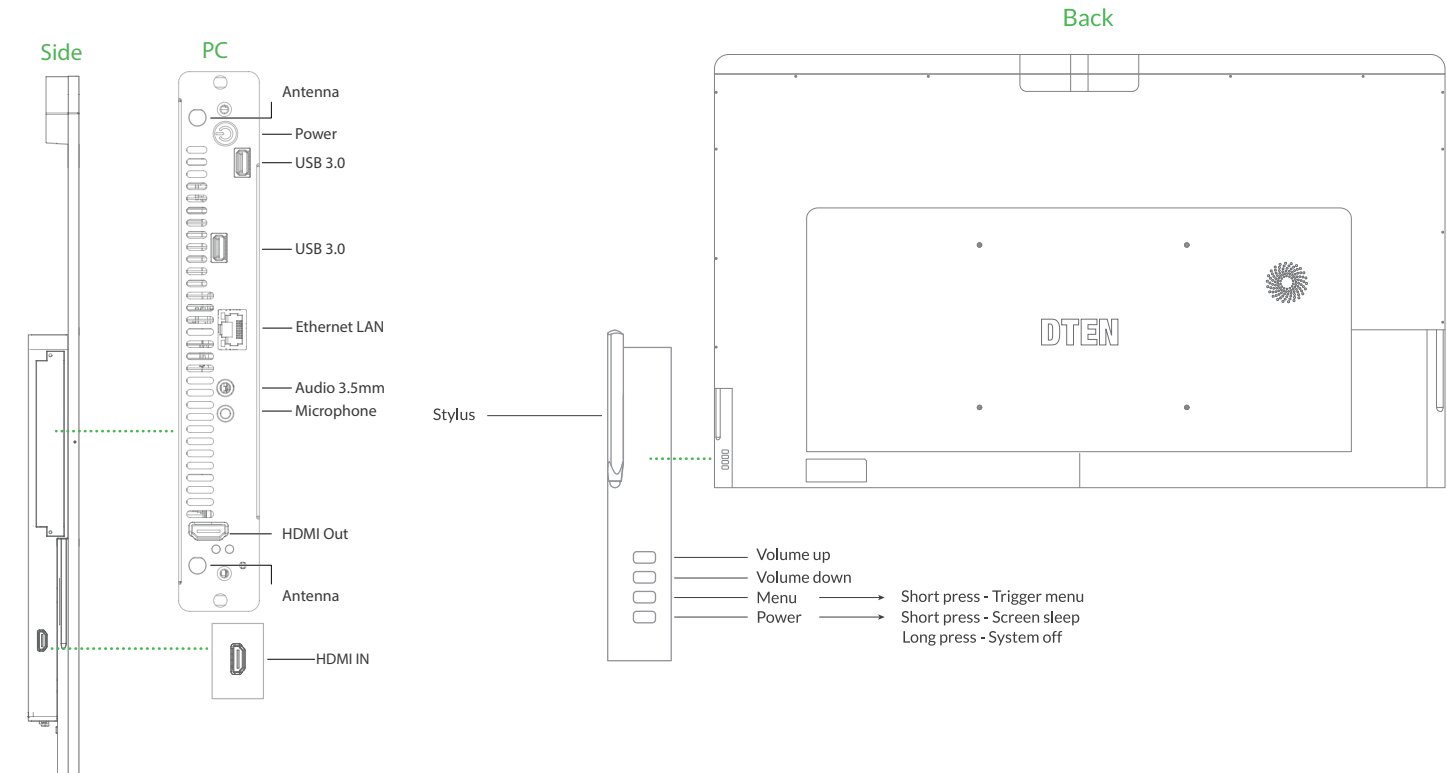 Back
Side
PC
Antenna
Power
USB 3.0
USB 3.0
Ethernet LAN
Audio 3.5mm
Microphone
HDMI Out
Antenna
HDMI IN
Stylus
DTEN
Volume up
Volume down
Menu Short press - Trigger menu
Power Short press - Screen sleep
Long press - System off